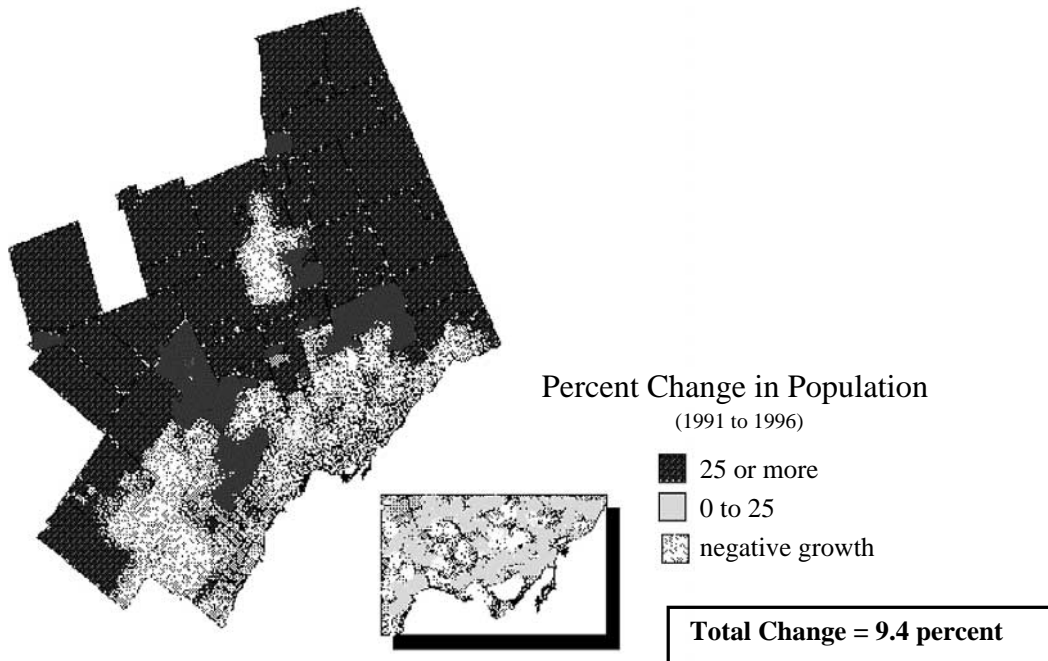 Percent Change in Population
(1991 to 1996)
25 or more
0 to 25
negative growth
Total Change = 9.4 percent